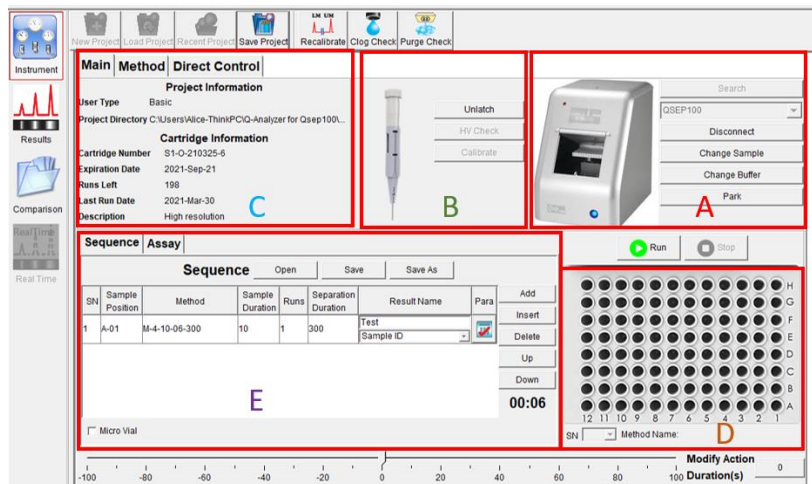 New Project Load Project Recent Project Save Project Recalibrate Clog Check Purge Check
LM UM
Instrument
Results
Comparison
RealTime
Real Time
Main Method Direct Control
Project Information
User Type Basic
Project Directory C:\Users\Alice-ThinkPC\Q-Analyzer for Qsep100\...
Cartridge Information
Cartridge Number S1-O-210325-6
Expiration Date 2021-Sep-21
Runs Left 198
Last Run Date 2021-Mar-30
Description High resolution
C
Unlatch
HV Check
Calibrate
B
Search
QSEP100
Disconnect
Change Sample
Change Buffer
Park
A
Sequence Assay
Sequence Open Save Save As
SN Sample Position Method Sample Duration Runs Separation Duration Result Name Para
1 A-01 M-4-10-06-300 10 1 300 Test
Sample ID
Add
Insert
Delete
Up
Down
00:06
E
Micro Vial
Run Stop
H
G
F
E
D
C
B
A
12 11 10 9 8 7 6 5 4 3 2 1
SN Method Name:
D
-100 -80 -60 -40 -20 0 20 40 60 80 100
Modify Action
Duration(s) 0